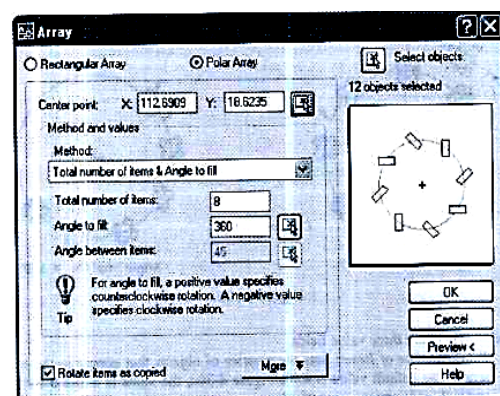 Array
Rectangular Array Polar Array Select objects
Center point: X: 112.6909 Y: 18.6235 12 objects selected
Method and values
Method:
Total number of items & Angle to fill
Total number of items: 8
Angle to fill: 360
Angle between items: 45
For angle to fill, a positive value specifies
counterclockwise rotation. A negative value
specifies clockwise rotation.
Tip
OK
Cancel
Preview <
Rotate items as copied More Help